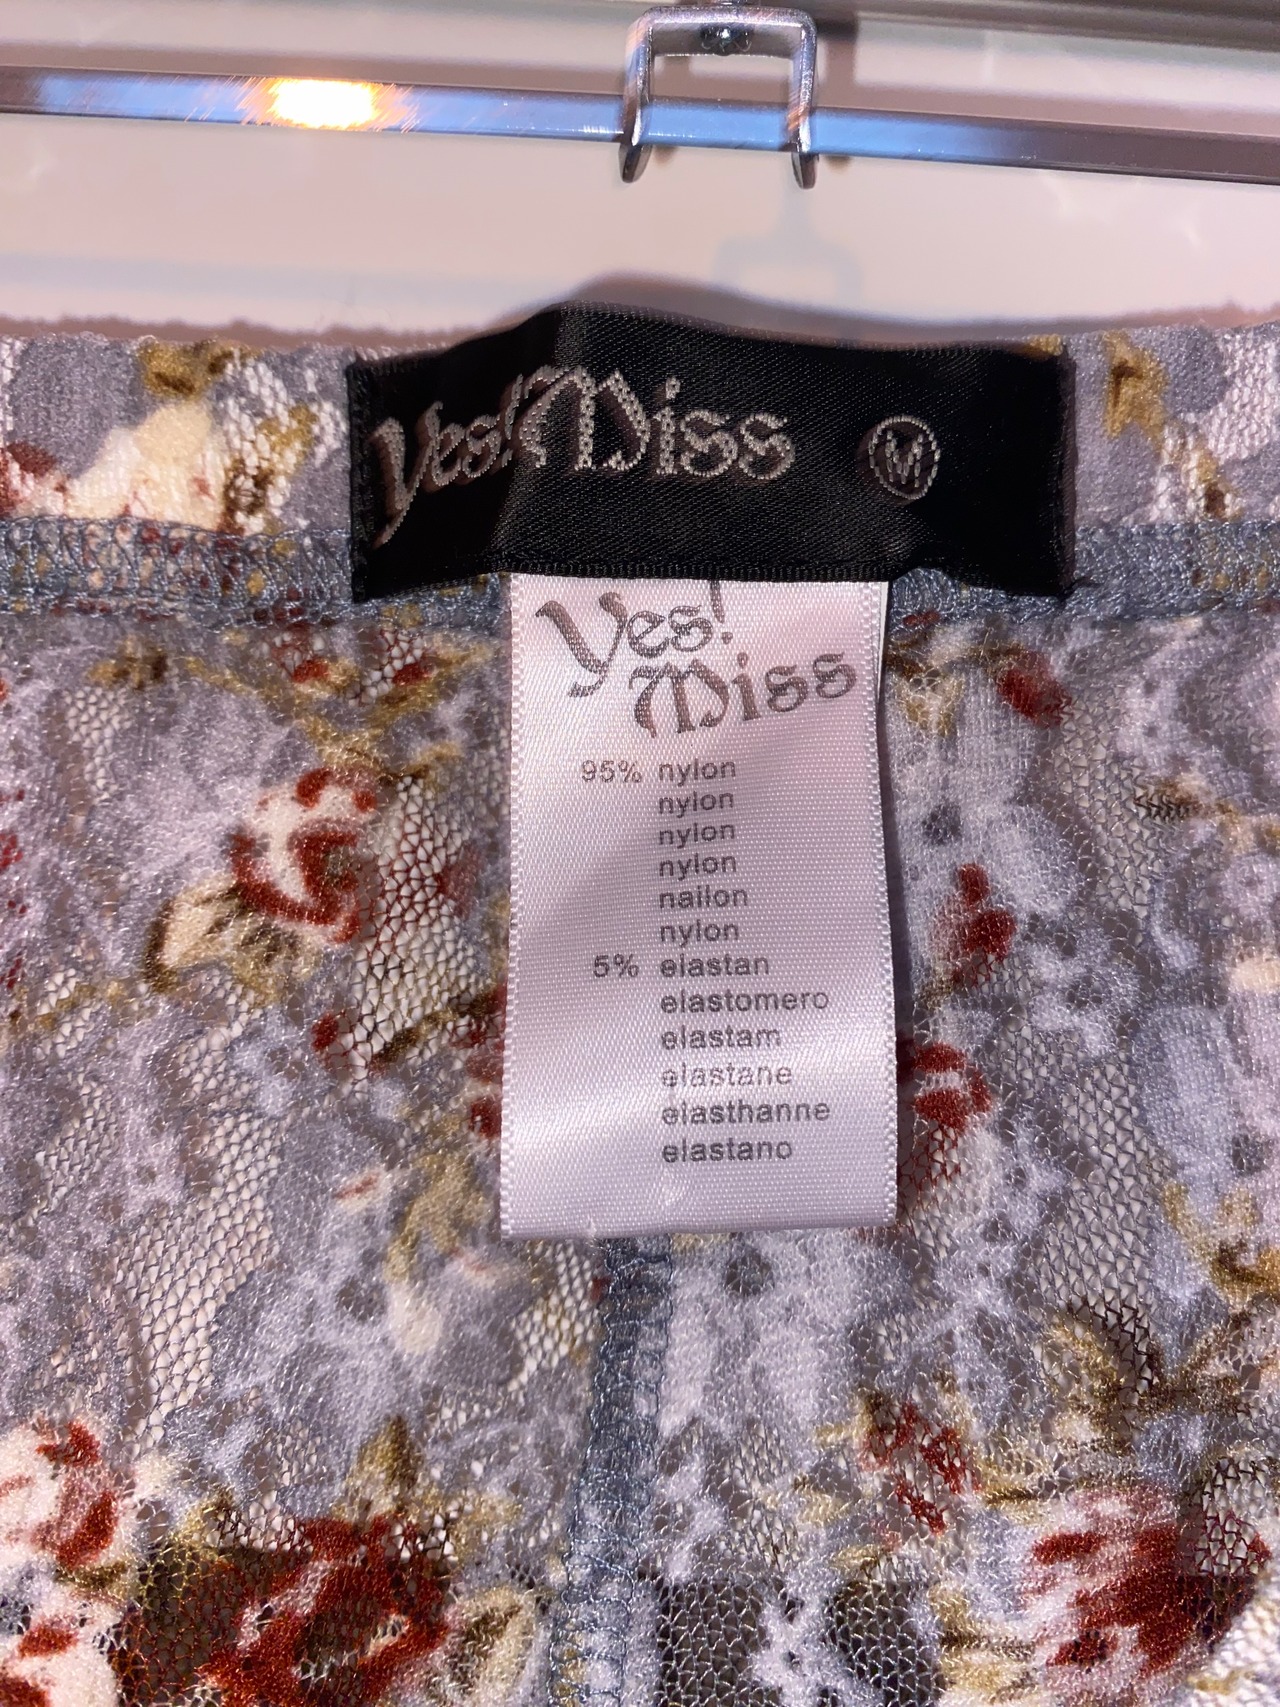 Yes! Miss M
Yes!
Miss
95% nylon
nylon
nylon
nylon
nailon
nylon
5% elastan
elastomero
elastam
elastane
elasthanne
elastano